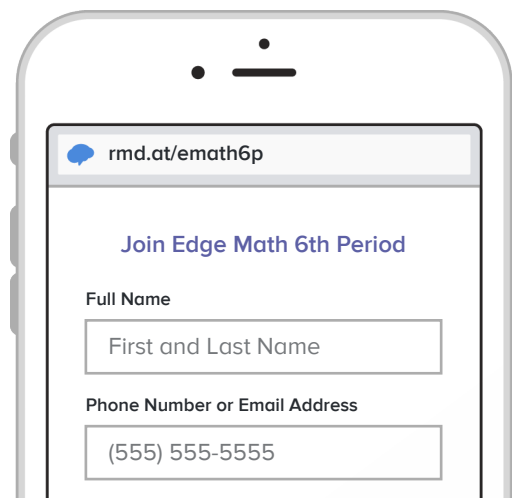 rmd.at/emath6p
Join Edge Math 6th Period
Full Name
First and Last Name
Phone Number or Email Address
(555) 555-5555